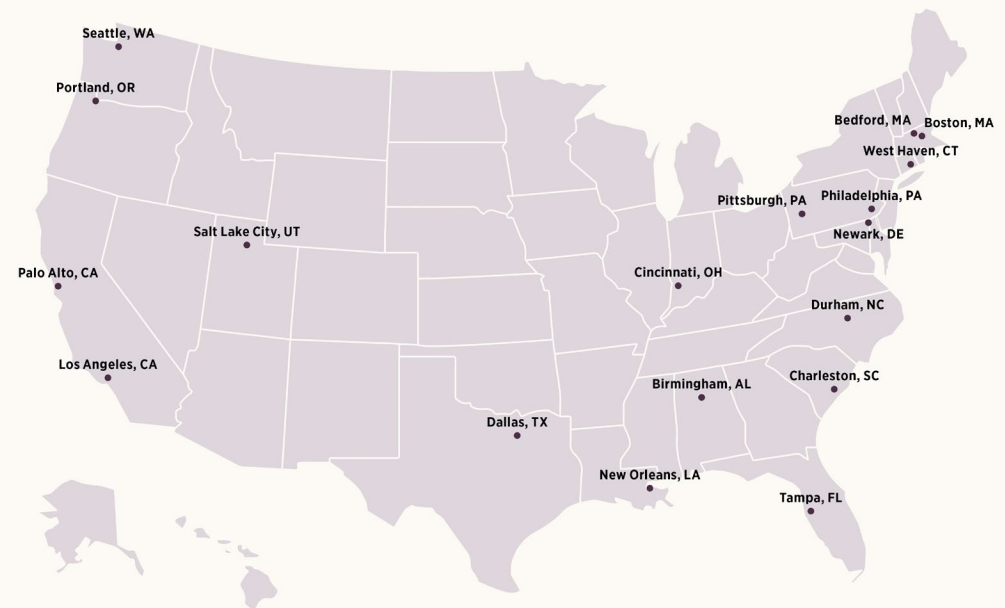 Seattle, WA
Portland, OR
Bedford, MA
Boston, MA
West Haven, CT
Pittsburgh, PA
Philadelphia, PA
Newark, DE
Salt Lake City, UT
Palo Alto, CA
Cincinnati, OH
Durham, NC
Los Angeles, CA
Birmingham, AL
Charleston, SC
Dallas, TX
New Orleans, LA
Tampa, FL